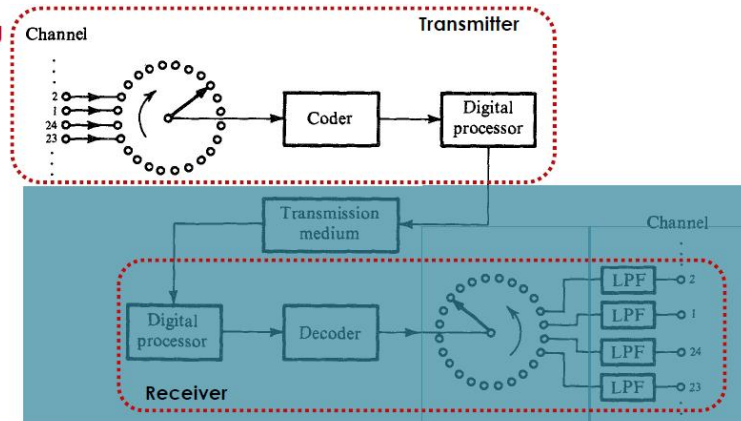 Transmitter
Channel
2
1
24
23
Coder
Digital
processor
Transmission
medium
Channel
Digital
processor
Decoder
LPF 2
LPF 1
LPF 24
LPF 23
Receiver